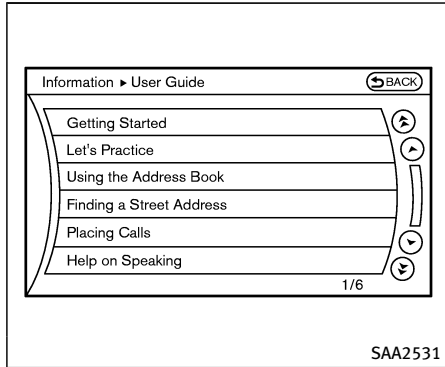 Information ▸ User Guide
BACK
Getting Started
Let's Practice
Using the Address Book
Finding a Street Address
Placing Calls
Help on Speaking
1/6
SAA2531